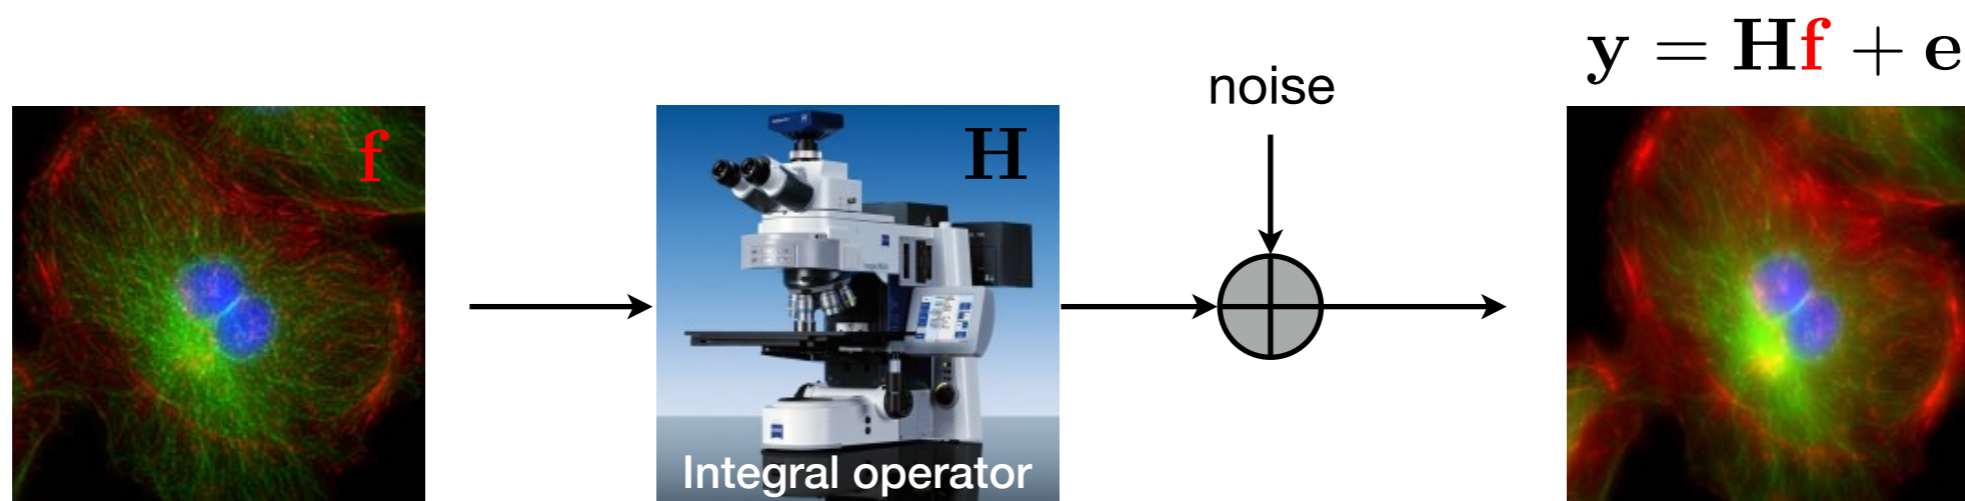 y = Hf + e
noise
f
H
Integral operator